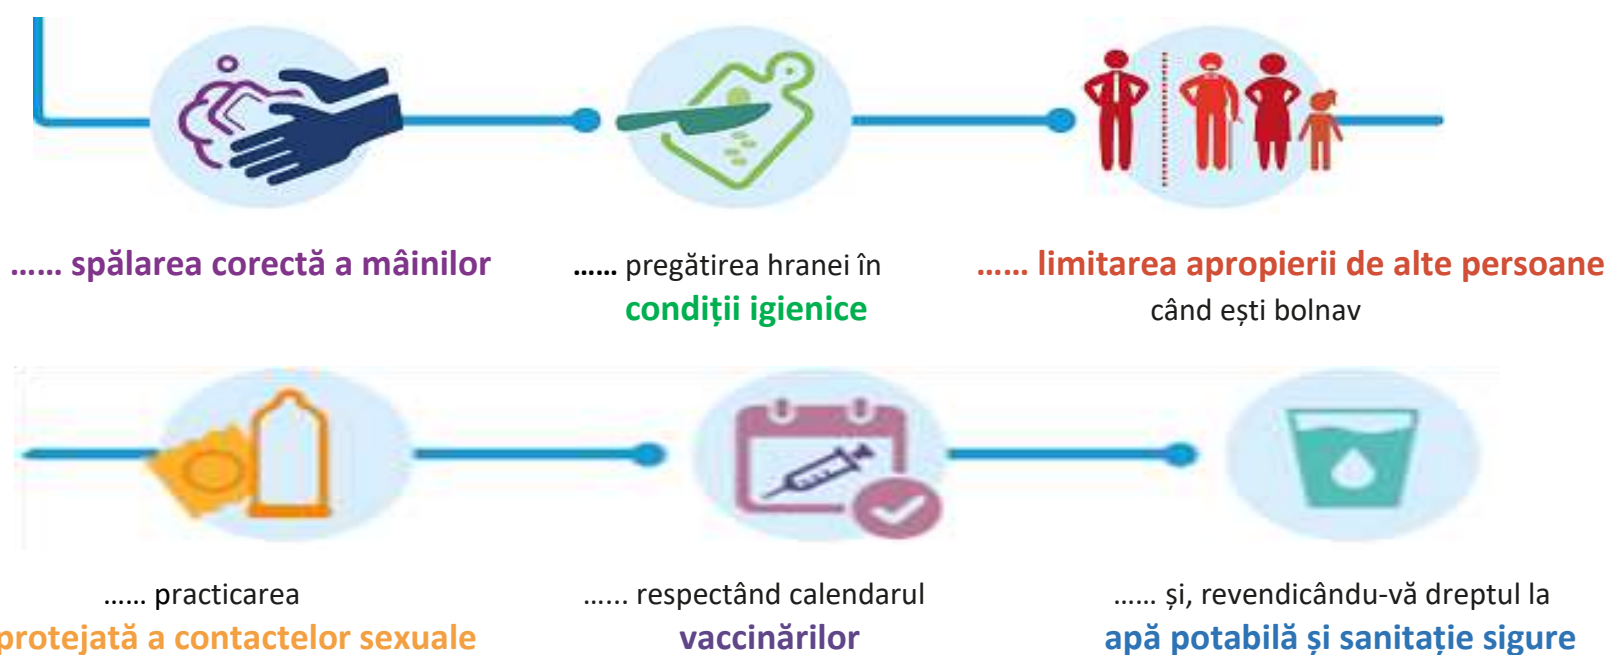 ...... spălarea corectă a mâinilor
...... pregătirea hranei în
condiții igienice
...... limitarea apropierii de alte persoane
când ești bolnav
...... practicarea
protejată a contactelor sexuale
...... respectând calendarul
vaccinărilor
...... și, revendicându-vă dreptul la
apă potabilă și sanitație sigure